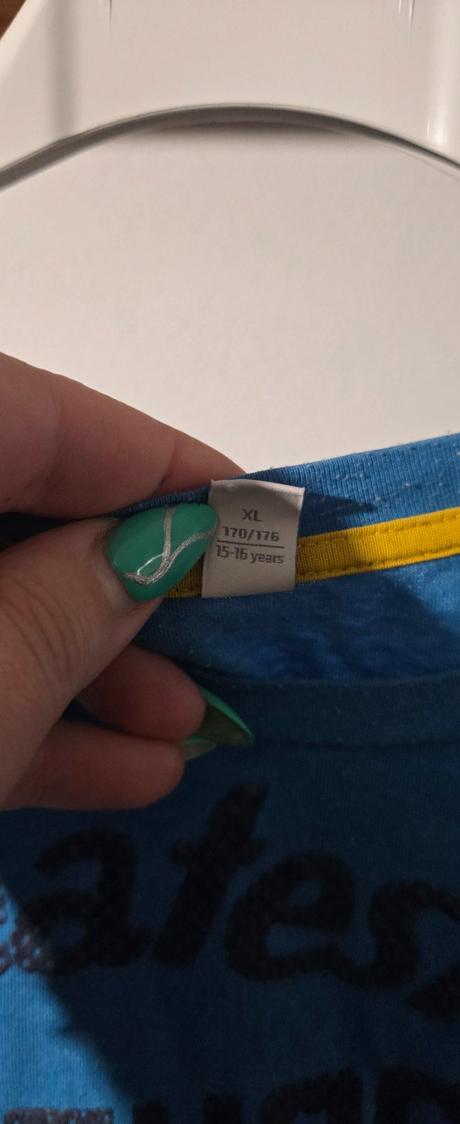 XL
170/176
15-16 years
ates